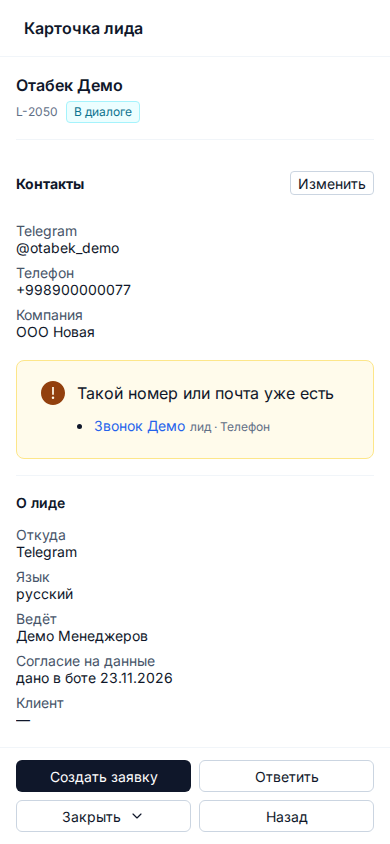 Карточка лида
Отабек Демо
L-2050 В диалоге
Контакты
Изменить
Telegram
@otabek_demo
Телефон
+998900000077
Компания
ООО Новая
! Такой номер или почта уже есть
• Звонок Демо лид · Телефон
О лиде
Откуда
Telegram
Язык
русский
Ведёт
Демо Менеджеров
Согласие на данные
дано в боте 23.11.2026
Клиент
—
Создать заявку
Ответить
Закрыть
Назад